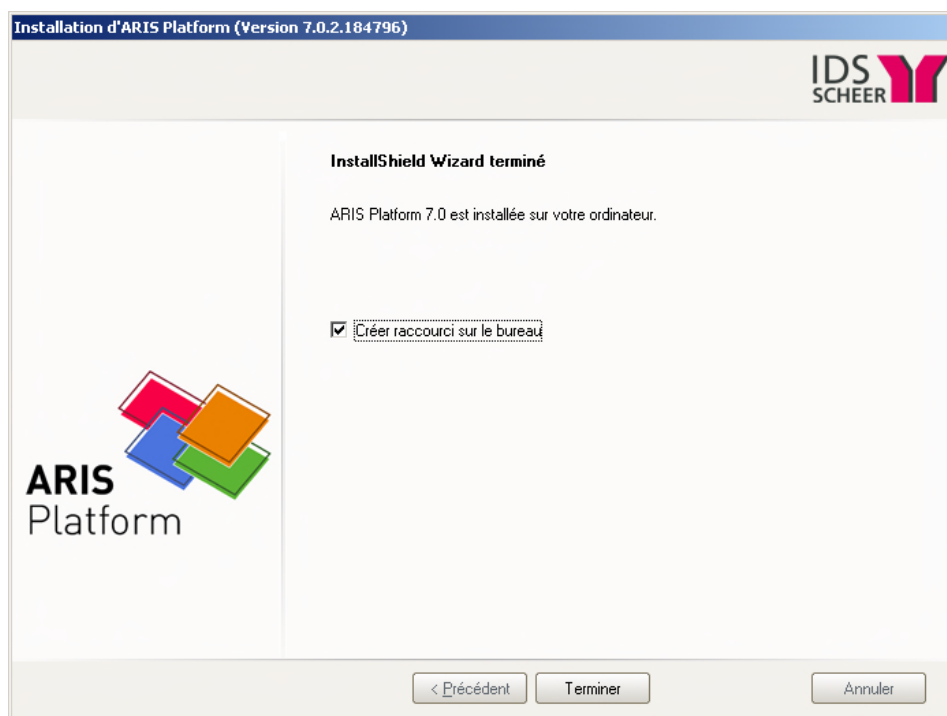 Installation d'ARIS Platform (Version 7.0.2.184796)
IDS
SCHEER
InstallShield Wizard terminé
ARIS Platform 7.0 est installée sur votre ordinateur.
Créer raccourci sur le bureau
ARIS
Platform
< Précédent
Terminer
Annuler